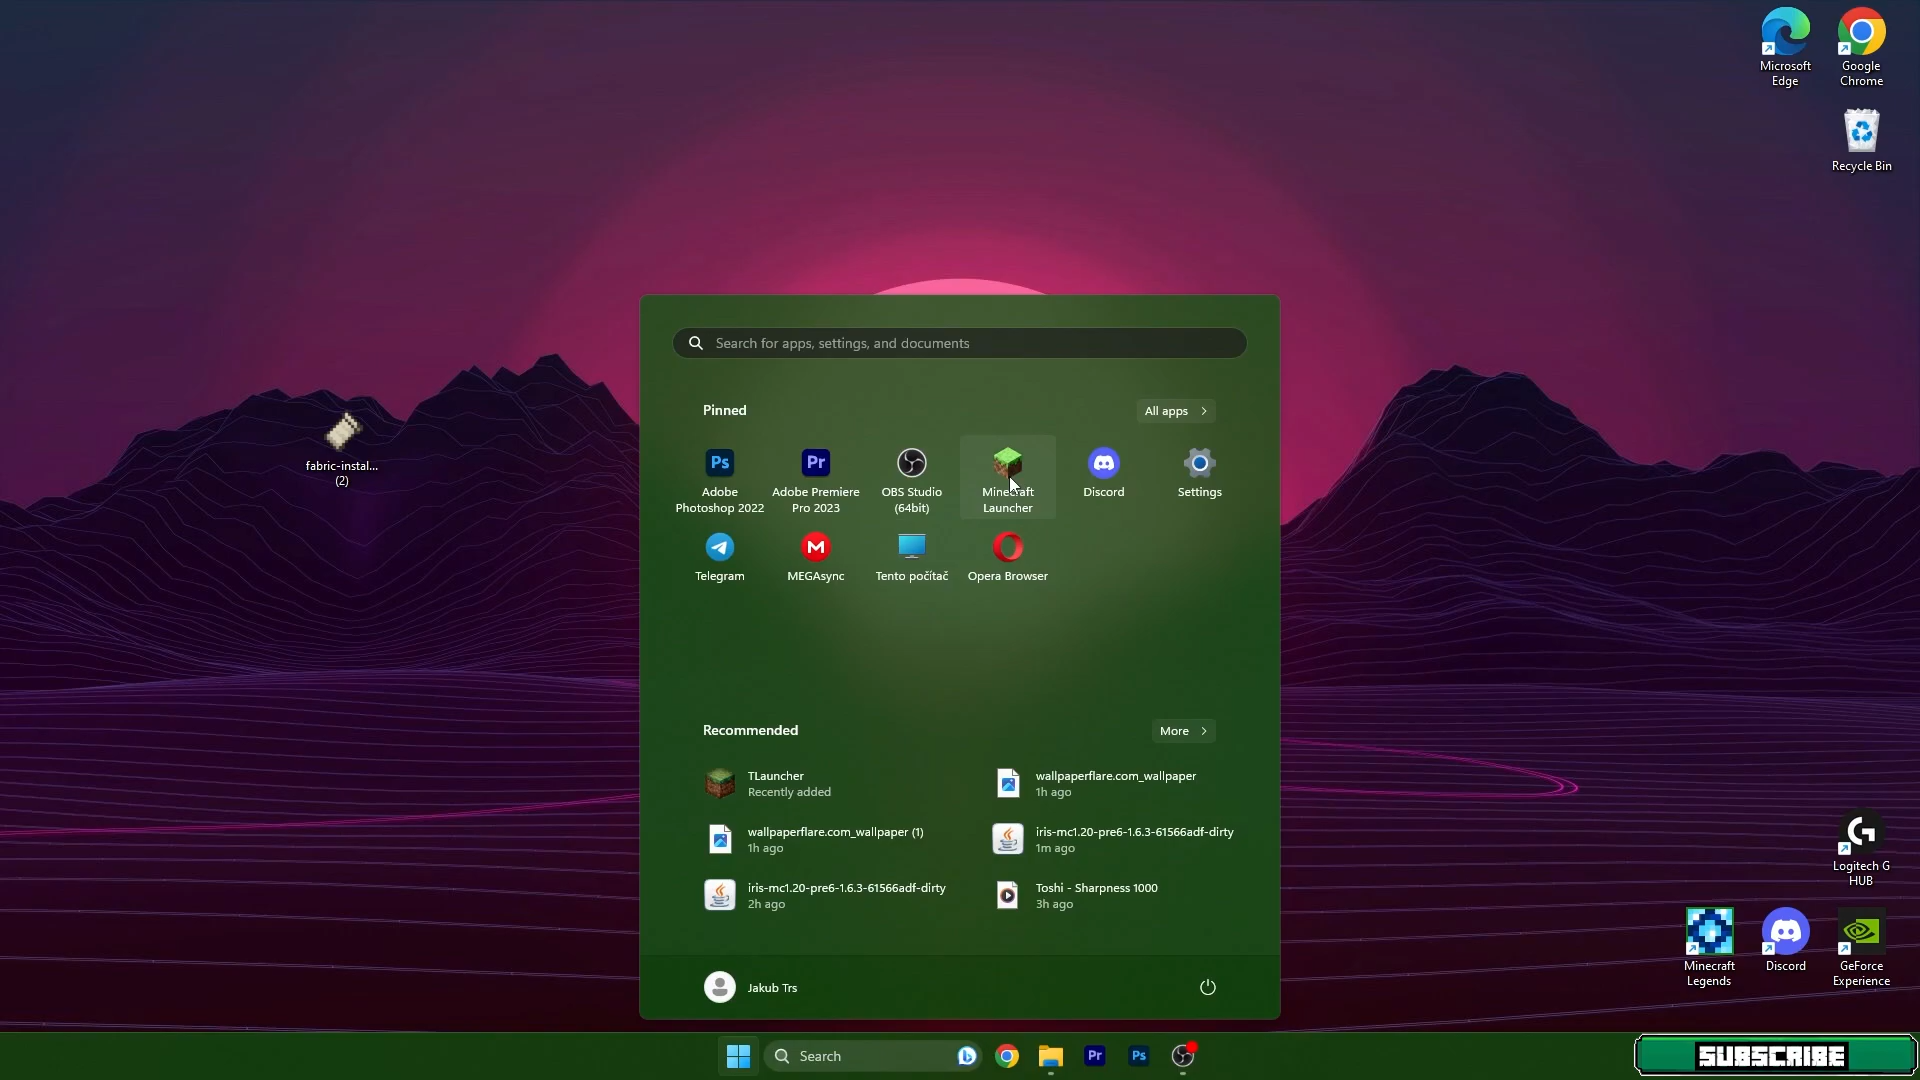 Microsoft
Edge
Google
Chrome
Recycle Bin
fabric-instal...
(2)
Search for apps, settings, and documents
Pinned
All apps
Ps
Adobe
Photoshop 2022
Pr
Adobe Premiere
Pro 2023
OBS Studio
(64bit)
Minecraft
Launcher
Discord
Settings
Telegram
M
MEGAsync
Tento počítač
Opera Browser
Recommended
More
TLauncher
Recently added
wallpaperflare.com_wallpaper
1h ago
wallpaperflare.com_wallpaper (1)
1h ago
iris-mc1.20-pre6-1.6.3-61566adf-dirty
1m ago
iris-mc1.20-pre6-1.6.3-61566adf-dirty
2h ago
Toshi - Sharpness 1000
3h ago
Jakub Trs
Logitech G
HUB
Minecraft
Legends
Discord
GeForce
Experience
Search
Pr
Ps
SUBSCRIBE